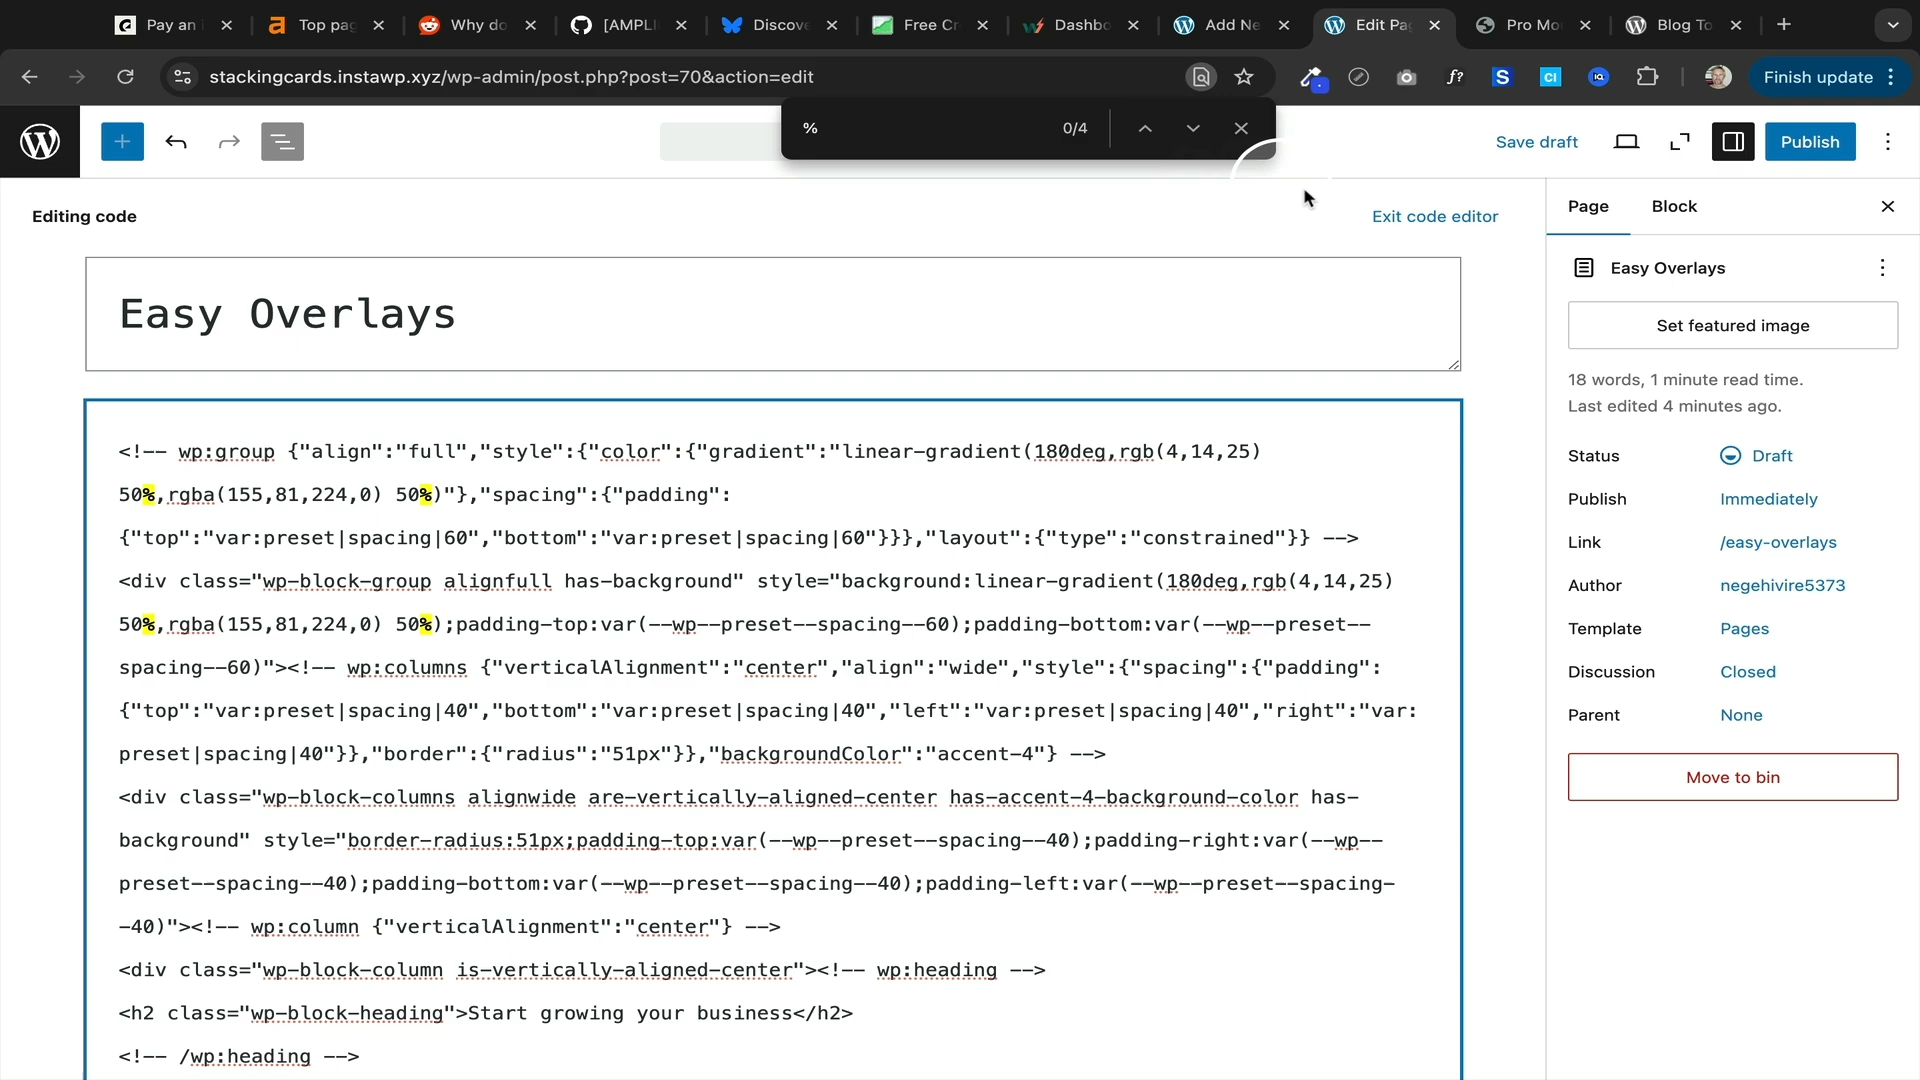 Pay an i
Top pag
Why do
[AMPLI
Discove
Free Cr
Dashbo
Add Ne
Edit Pa
Pro Mo
Blog To
stackingcards.instawp.xyz/wp-admin/post.php?post=70&action=edit
f?
S
CI
IQ
Finish update
%
0/4
Save draft
Publish
Editing code
Exit code editor
Page
Block
Easy Overlays
<!-- wp:group {"align":"full","style":{"color":{"gradient":"linear-gradient(180deg,rgb(4,14,25)
50%,rgba(155,81,224,0) 50%)"},"spacing":{"padding":
{"top":"var:preset|spacing|60","bottom":"var:preset|spacing|60"}}},"layout":{"type":"constrained"}} -->
<div class="wp-block-group alignfull has-background" style="background:linear-gradient(180deg,rgb(4,14,25)
50%,rgba(155,81,224,0) 50%);padding-top:var(--wp--preset--spacing--60);padding-bottom:var(--wp--preset--
spacing--60)"><!-- wp:columns {"verticalAlignment":"center","align":"wide","style":{"spacing":{"padding":
{"top":"var:preset|spacing|40","bottom":"var:preset|spacing|40","left":"var:preset|spacing|40","right":"var:
preset|spacing|40"}},"border":{"radius":"51px"}},"backgroundColor":"accent-4"} -->
<div class="wp-block-columns alignwide are-vertically-aligned-center has-accent-4-background-color has-
background" style="border-radius:51px;padding-top:var(--wp--preset--spacing--40);padding-right:var(--wp--
preset--spacing--40);padding-bottom:var(--wp--preset--spacing--40);padding-left:var(--wp--preset--spacing-
-40)"><!-- wp:column {"verticalAlignment":"center"} -->
<div class="wp-block-column is-vertically-aligned-center"><!-- wp:heading -->
<h2 class="wp-block-heading">Start growing your business</h2>
<!-- /wp:heading -->
Easy Overlays
Set featured image
18 words, 1 minute read time.
Last edited 4 minutes ago.
Status
Draft
Publish
Immediately
Link
/easy-overlays
Author
negehivire5373
Template
Pages
Discussion
Closed
Parent
None
Move to bin